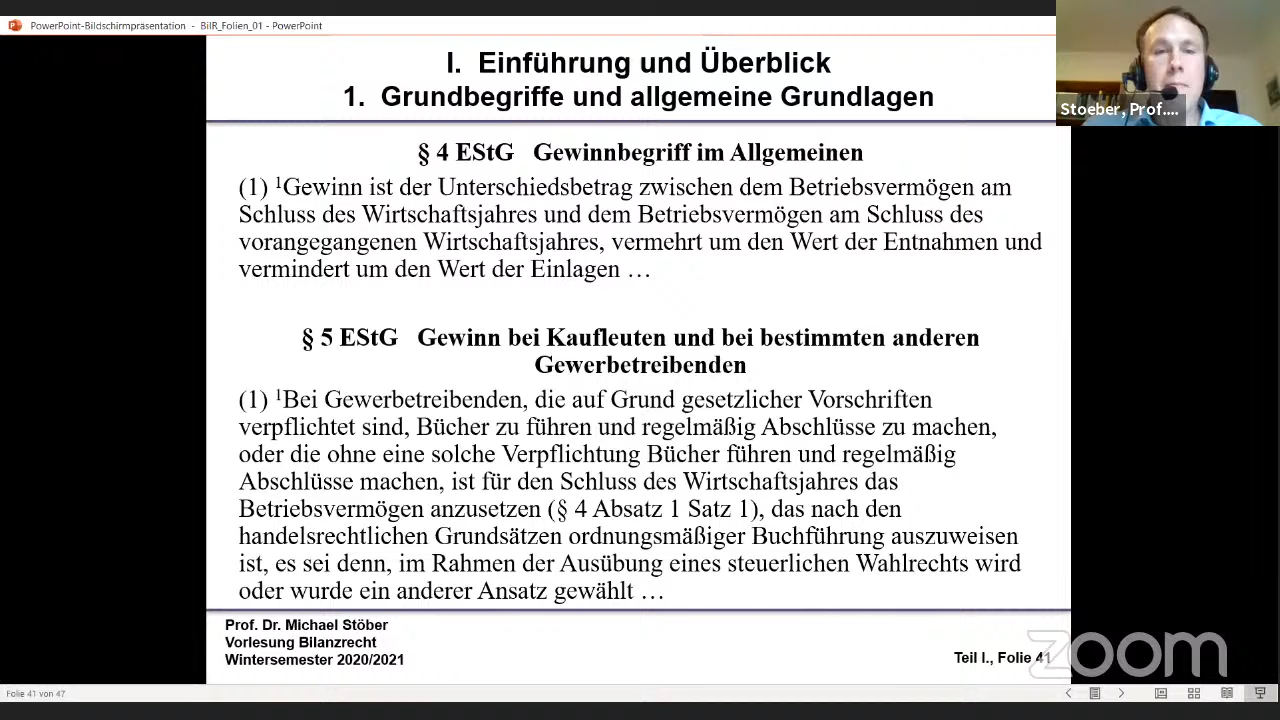 PowerPoint-Bildschirmpräsentation - BilR_Folien_01 - PowerPoint
Stoeber, Prof....
I. Einführung und Überblick
1. Grundbegriffe und allgemeine Grundlagen
§ 4 EStG Gewinnbegriff im Allgemeinen
(1) ¹Gewinn ist der Unterschiedsbetrag zwischen dem Betriebsvermögen am
Schluss des Wirtschaftsjahres und dem Betriebsvermögen am Schluss des
vorangegangenen Wirtschaftsjahres, vermehrt um den Wert der Entnahmen und
vermindert um den Wert der Einlagen …
§ 5 EStG Gewinn bei Kaufleuten und bei bestimmten anderen
Gewerbetreibenden
(1) ¹Bei Gewerbetreibenden, die auf Grund gesetzlicher Vorschriften
verpflichtet sind, Bücher zu führen und regelmäßig Abschlüsse zu machen,
oder die ohne eine solche Verpflichtung Bücher führen und regelmäßig
Abschlüsse machen, ist für den Schluss des Wirtschaftsjahres das
Betriebsvermögen anzusetzen (§ 4 Absatz 1 Satz 1), das nach den
handelsrechtlichen Grundsätzen ordnungsmäßiger Buchführung auszuweisen
ist, es sei denn, im Rahmen der Ausübung eines steuerlichen Wahlrechts wird
oder wurde ein anderer Ansatz gewählt …
Prof. Dr. Michael Stöber
Vorlesung Bilanzrecht
Wintersemester 2020/2021
Teil I., Folie 41
zoom
Folie 41 von 47